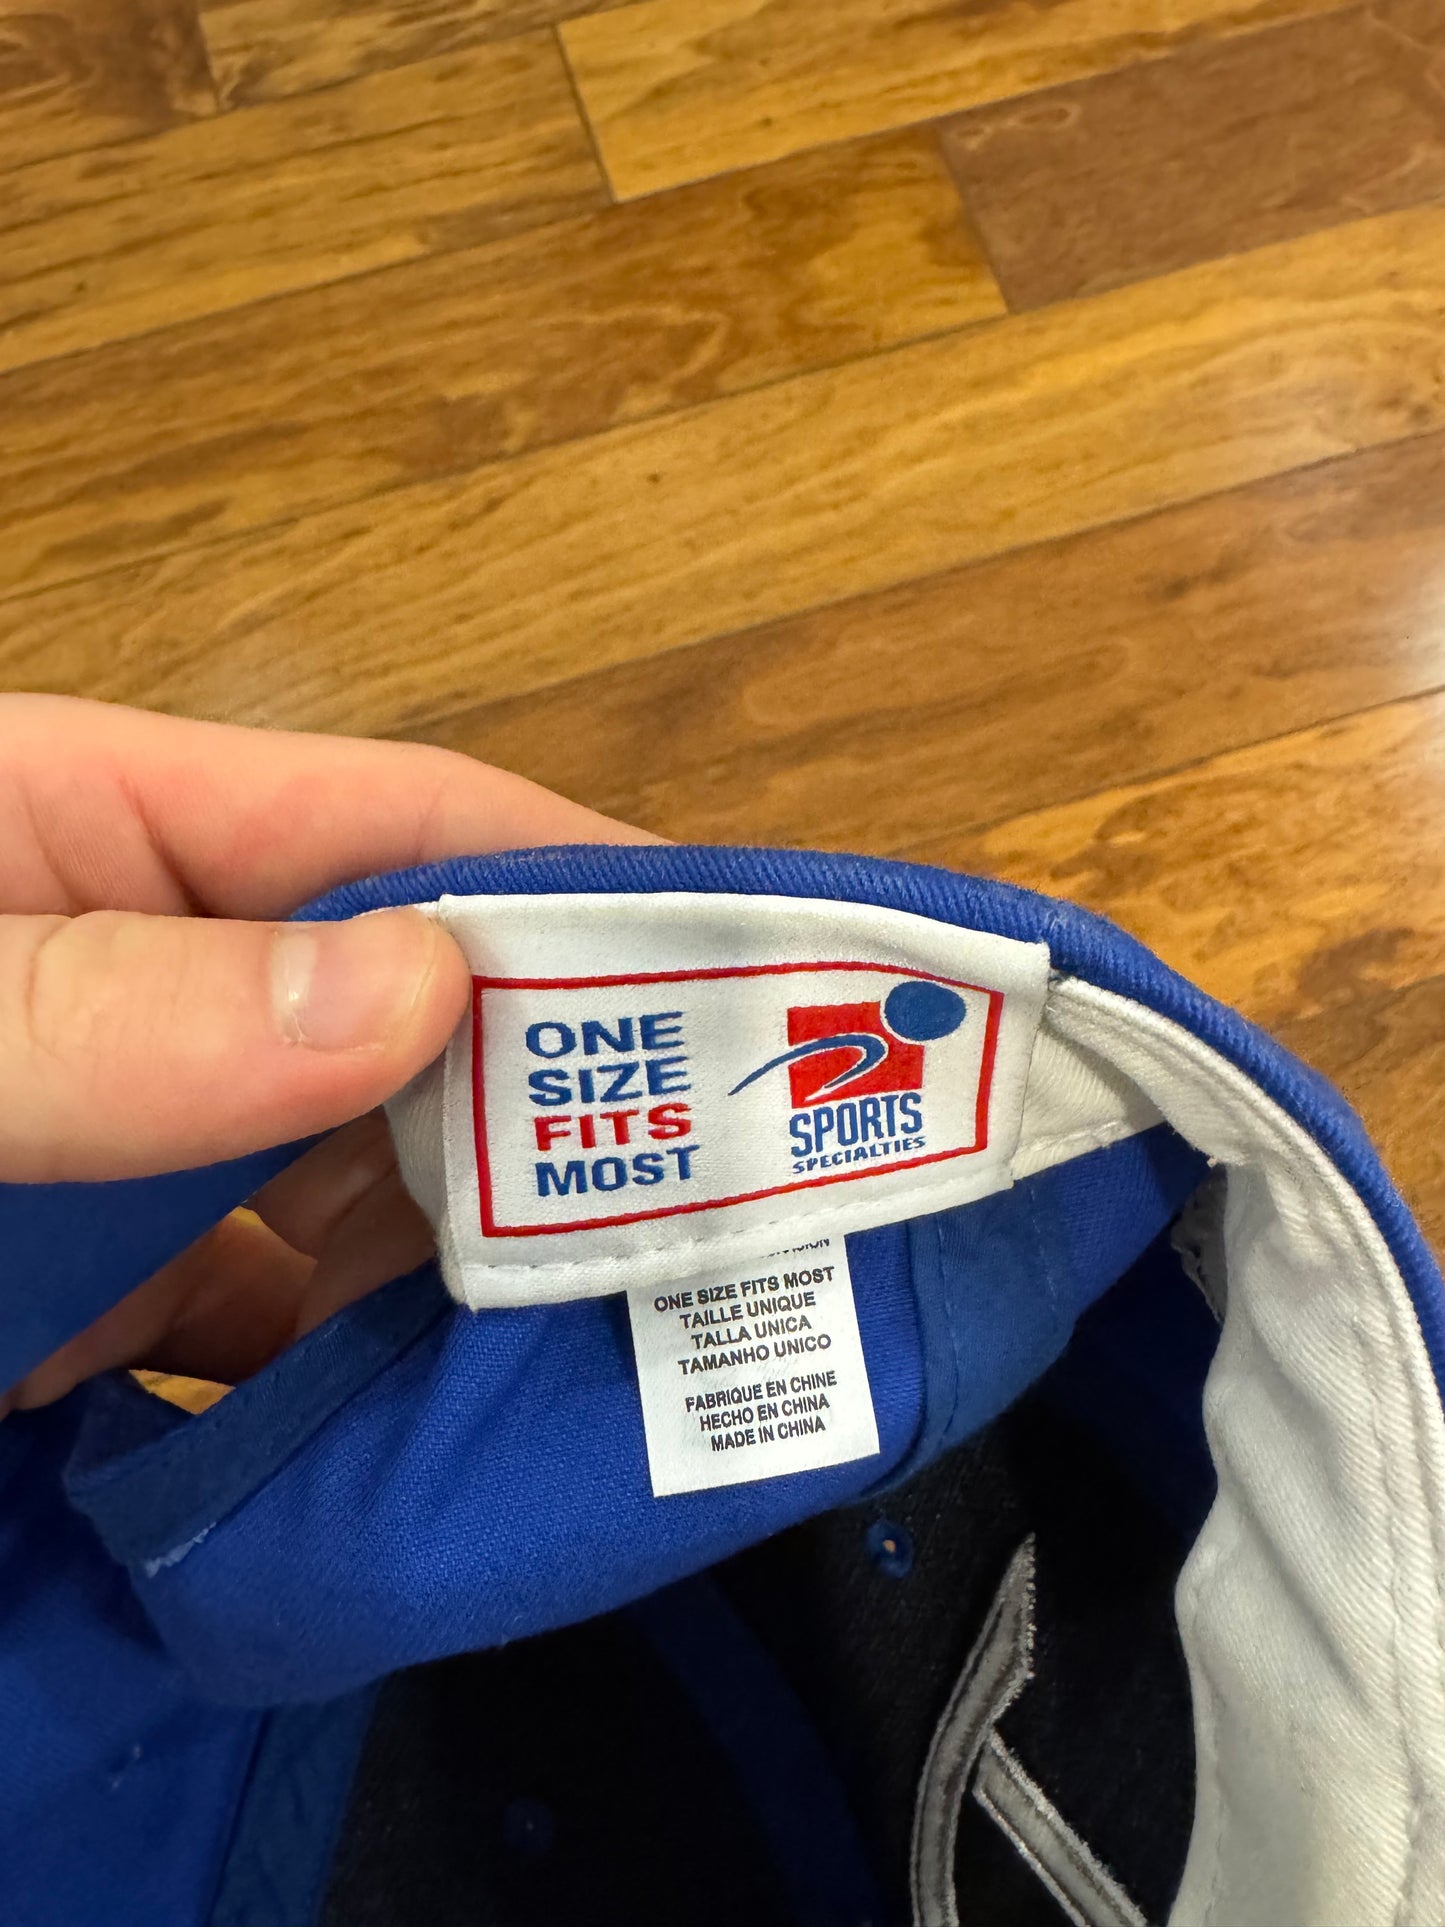 ONE
SIZE
FITS
MOST
SPORTS
SPECIALTIES
ONE SIZE FITS MOST
TAILLE UNIQUE
TALLA UNICA
TAMANHO UNICO
FABRIQUE EN CHINE
HECHO EN CHINA
MADE IN CHINA